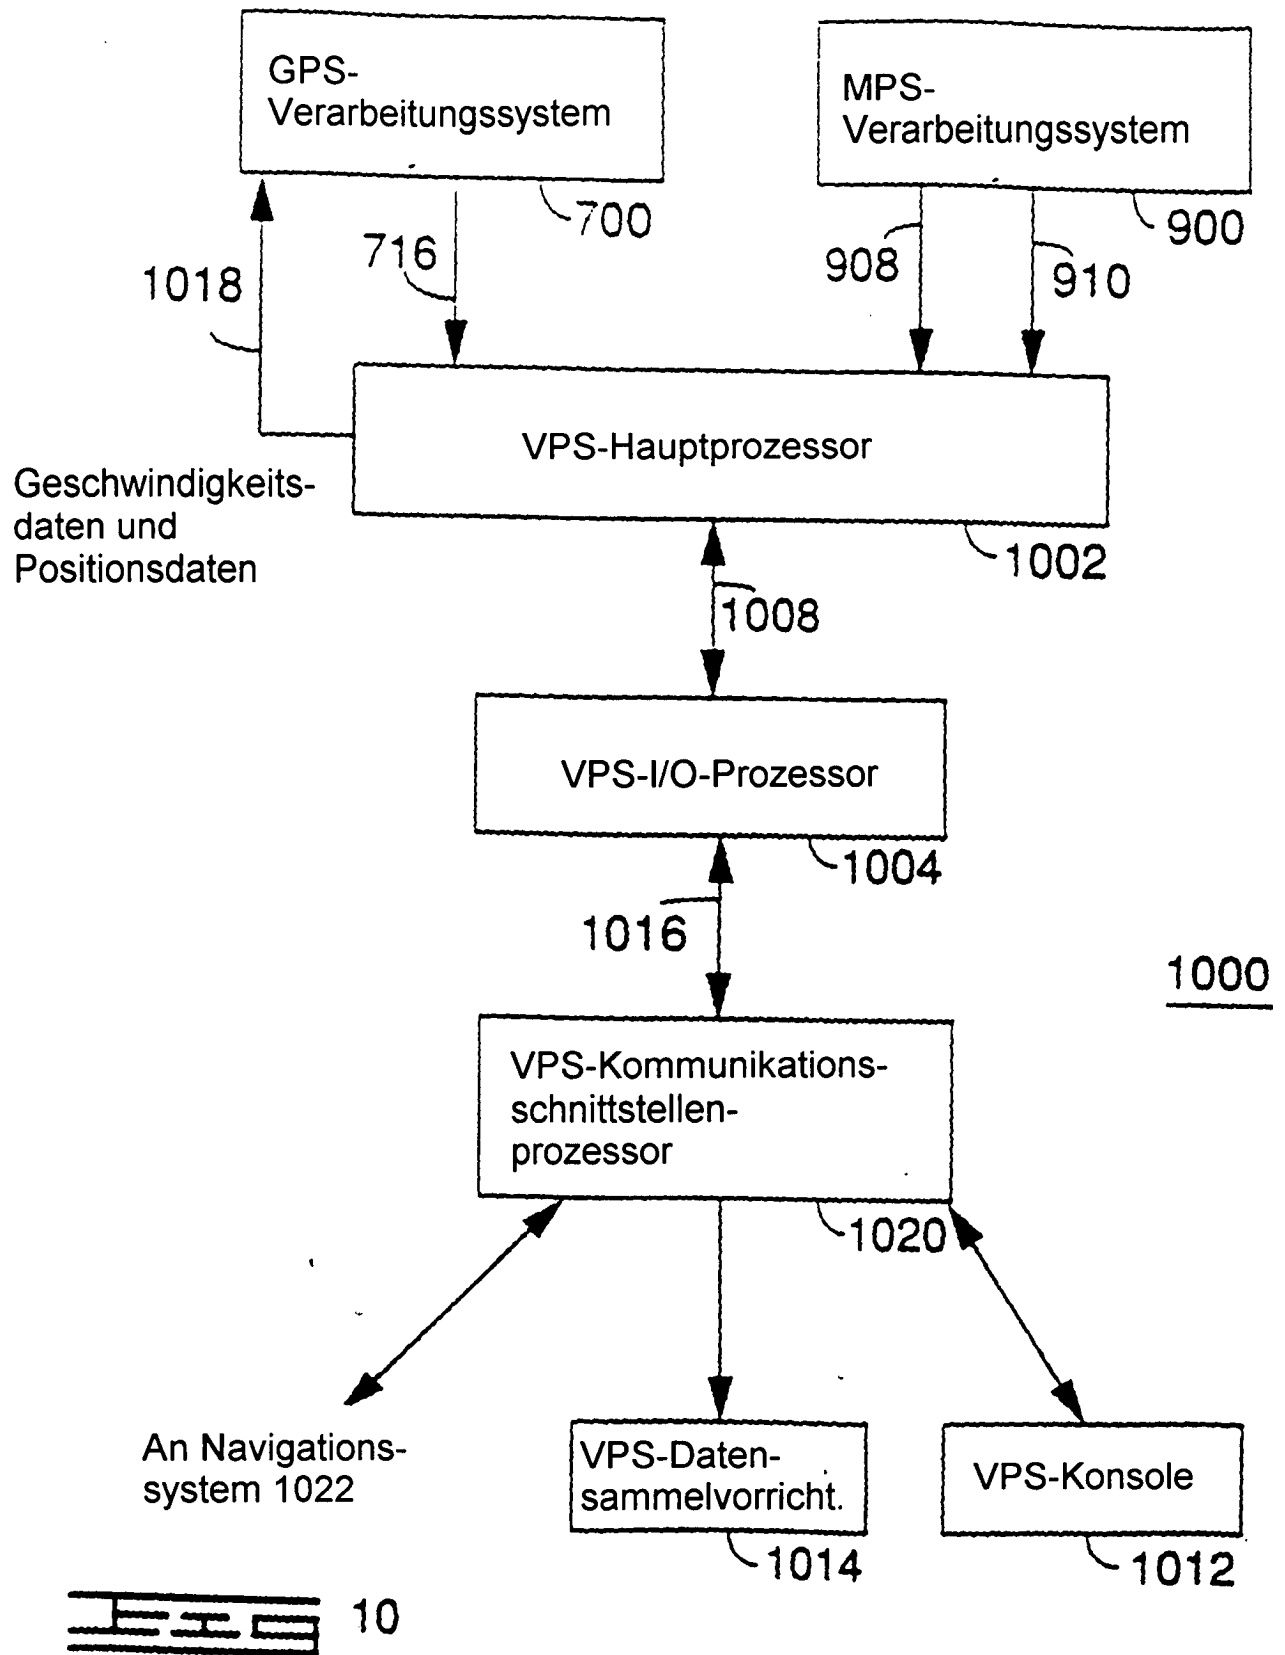 GPS-
Verarbeitungssystem
MPS-
Verarbeitungssystem
700
900
716
908
910
1018
VPS-Hauptprozessor
Geschwindigkeits-
daten und
Positionsdaten
1002
1008
VPS-I/O-Prozessor
1004
1016
1000
VPS-Kommunikations-
schnittstellen-
prozessor
1020
An Navigations-
system 1022
VPS-Daten-
sammelvorricht.
VPS-Konsole
1014
1012
10